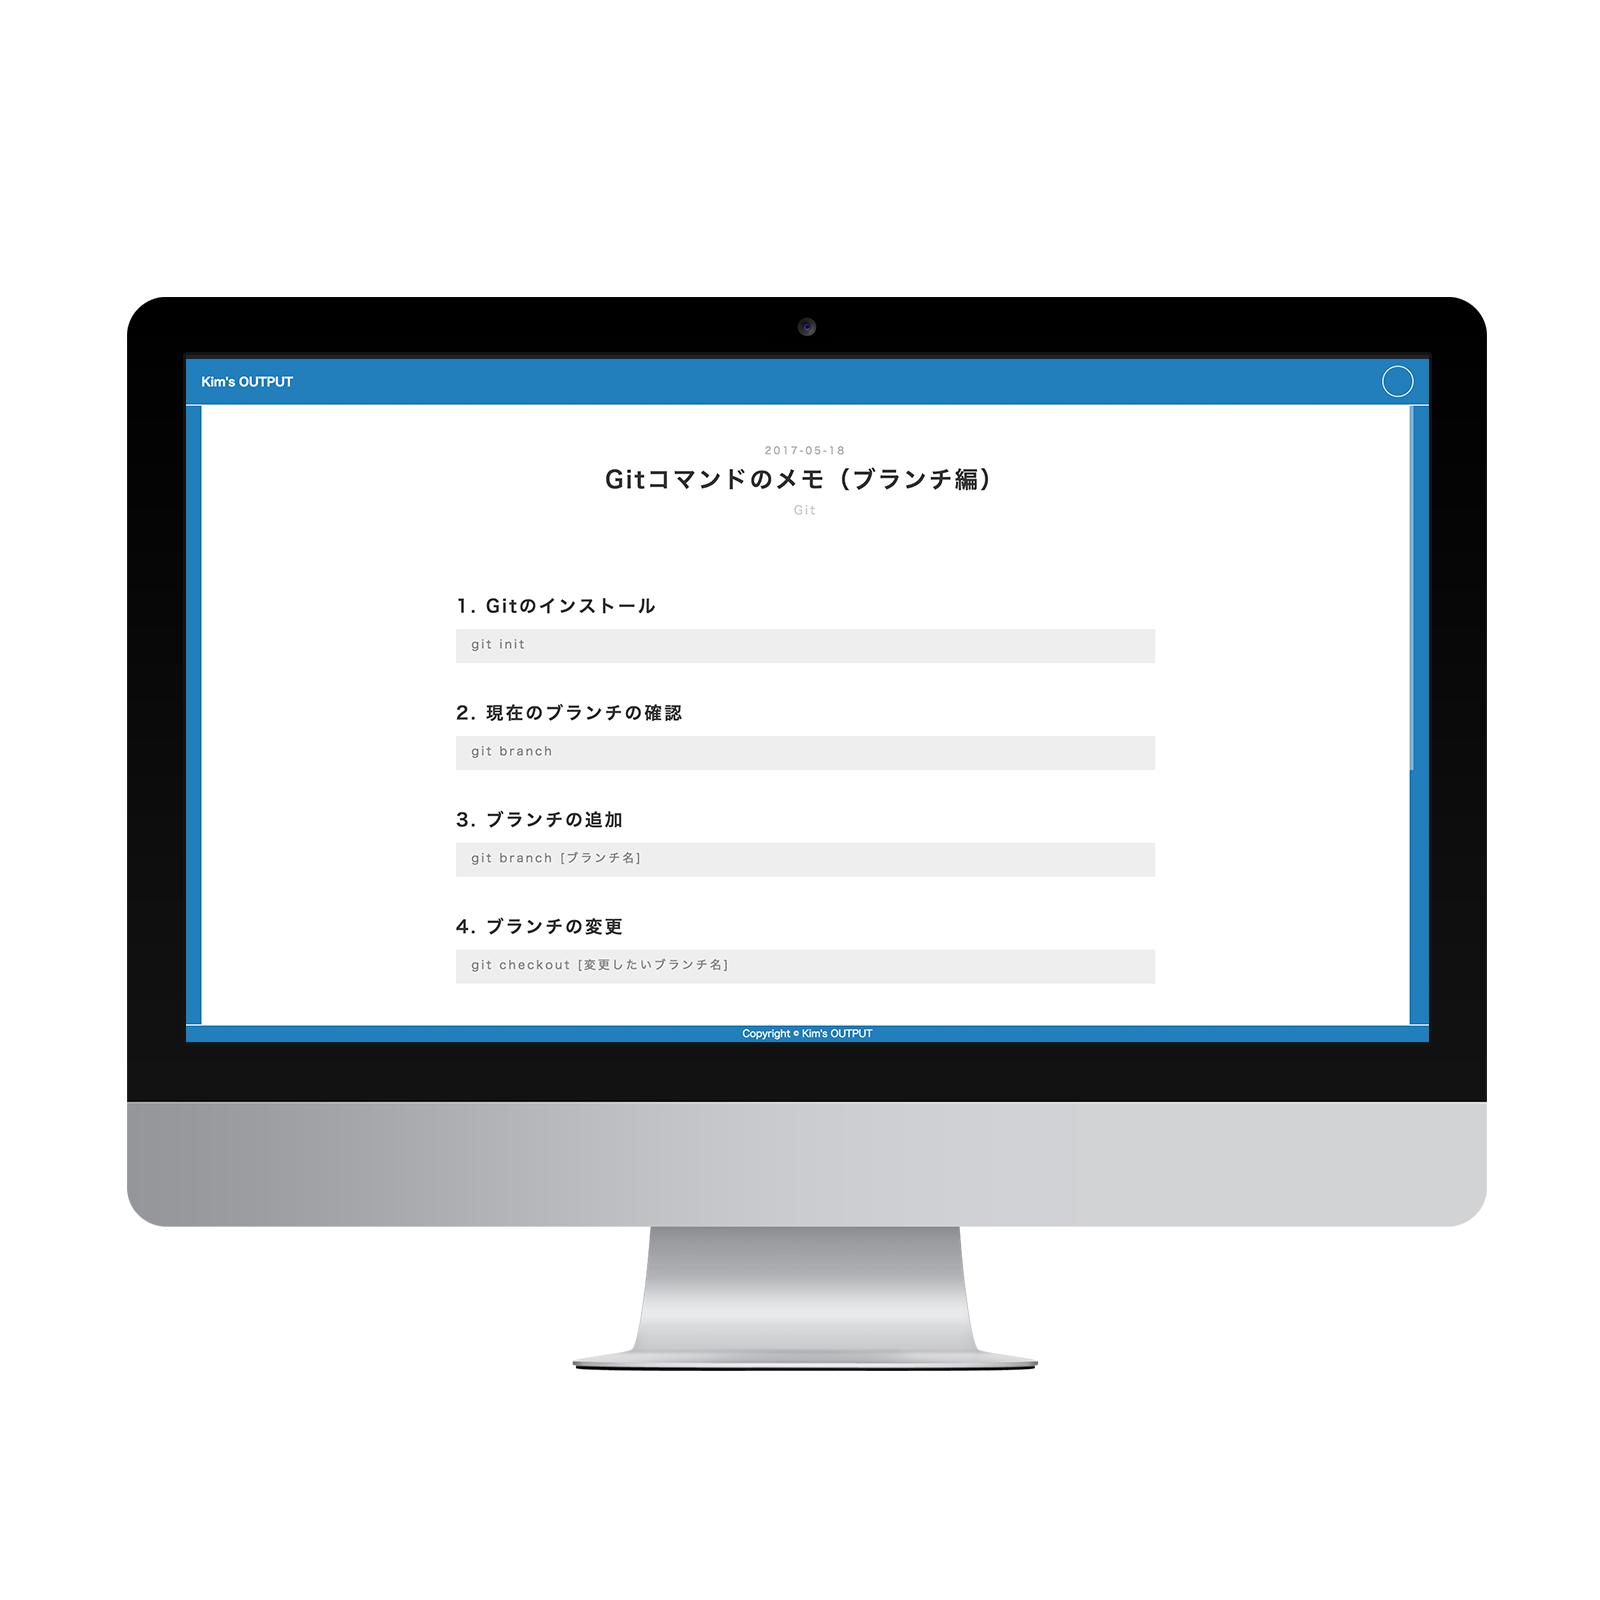 Kim's OUTPUT
2017-05-18
Gitコマンドのメモ（ブランチ編）
Git
1. Gitのインストール
git init
2. 現在のブランチの確認
git branch
3. ブランチの追加
git branch [ブランチ名]
4. ブランチの変更
git checkout [変更したいブランチ名]
Copyright © Kim's OUTPUT